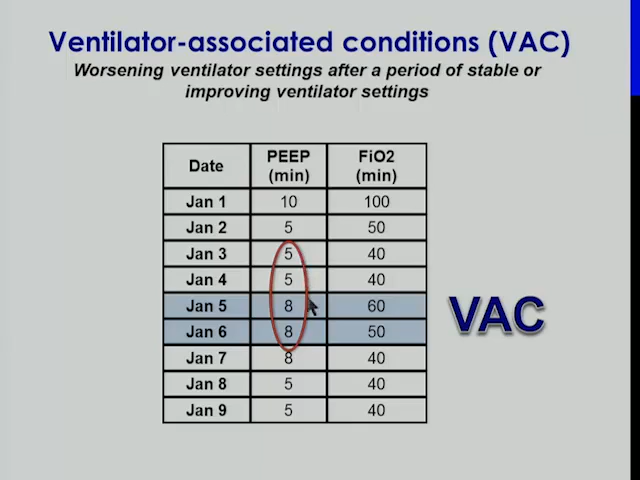 Ventilator-associated conditions (VAC)
Worsening ventilator settings after a period of stable or
improving ventilator settings
Date PEEP (min) FiO2 (min)
Jan 1 10 100
Jan 2 5 50
Jan 3 5 40
Jan 4 5 40
Jan 5 8 60
Jan 6 8 50
Jan 7 8 40
Jan 8 5 40
Jan 9 5 40
VAC